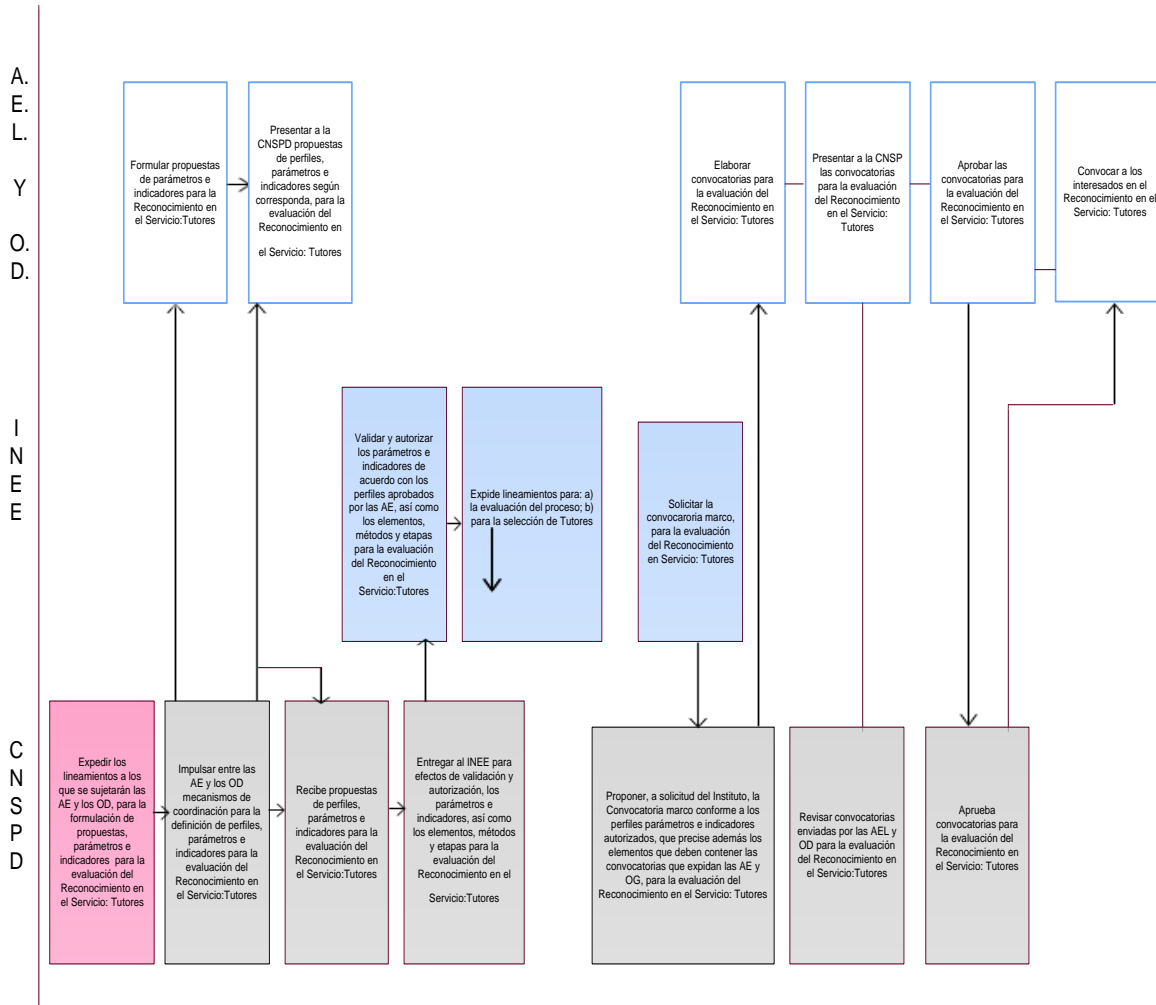 A.
E.
L.
Y
O.
D.
Formular propuestas
de parámetros e
indicadores para la
Reconocimiento en
el Servicio:Tutores
Presentar a la
CNSPD propuestas
de perfiles,
parámetros e
indicadores según
corresponda, para la
evaluación del
Reconocimiento en
el Servicio: Tutores
Elaborar
convocatorias para
la evaluación del
Reconocimiento en
el Servicio: Tutores
Presentar a la CNSP
las convocatorias
para la evaluación
del Reconocimiento
en el Servicio:
Tutores
Aprobar las
convocatorias para
la evaluación del
Reconocimiento en
el Servicio: Tutores
Convocar a los
interesados en el
Reconocimiento en el
Servicio: Tutores
I
N
E
E
Validar y autorizar
los parámetros e
indicadores de
acuerdo con los
perfiles aprobados
por las AE, así como
los elementos,
métodos y etapas
para la evaluación
del Reconocimiento
en el
Servicio:Tutores
Expide lineamientos para: a)
la evaluación del proceso; b)
para la selección de Tutores
Solicitar la
convocaroria marco,
para la evaluación
del Reconocimiento
en Servicio: Tutores
C
N
S
P
D
Expedir los
lineamientos a los
que se sujetarán las
AE y los OD, para la
formulación de
propuestas,
parámetros e
indicadores para la
evaluación del
Reconocimiento en
el Servicio: Tutores
Impulsar entre las
AE y los OD
mecanismos de
coordinación para la
definición de perfiles,
parámetros e
indicadores para la
evaluación del
Reconocimiento en
el Servicio:Tutores
Recibe propuestas
de perfiles,
parámetros e
indicadores para la
evaluación del
Reconocimiento en
el Servicio:Tutores
Entregar al INEE para
efectos de validación y
autorización, los
parámetros e
indicadores, así como
los elementos, métodos
y etapas para la
evaluación del
Reconocimiento en el
Servicio:Tutores
Proponer, a solicitud del Instituto, la
Convocatoria marco conforme a los
perfiles parámetros e indicadores
autorizados, que precise además los
elementos que deben contener las
convocatorias que expidan las AE y
OG, para la evaluación del
Reconocimiento en el Servicio: Tutores
Revisar convocatorias
enviadas por las AEL y
OD para la evaluación
del Reconocimiento en
el Servicio:Tutores
Aprueba
convocatorias para
la evaluación del
Reconocimiento en
el Servicio: Tutores